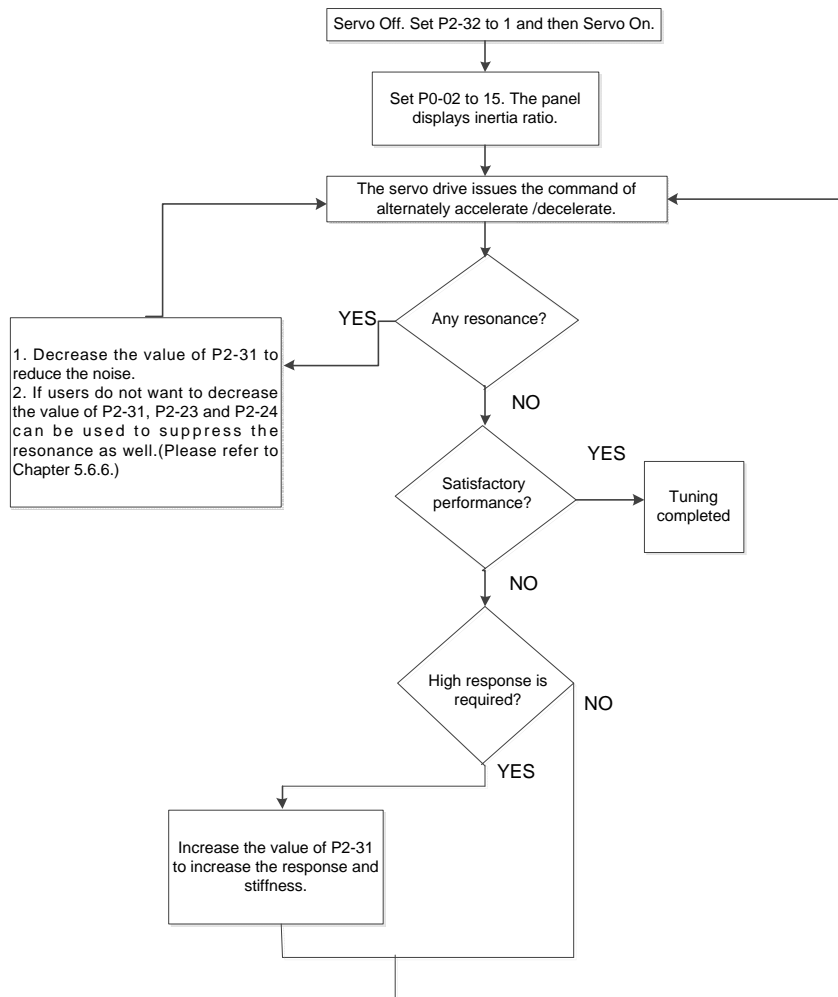 Servo Off. Set P2-32 to 1 and then Servo On.
Set P0-02 to 15. The panel
displays inertia ratio.
The servo drive issues the command of
alternately accelerate /decelerate.
Any resonance?
YES
1. Decrease the value of P2-31 to
reduce the noise.
2. If users do not want to decrease
the value of P2-31, P2-23 and P2-24
can be used to suppress the
resonance as well.(Please refer to
Chapter 5.6.6.)
NO
Satisfactory
performance?
YES
Tuning
completed
NO
High response is
required?
NO
YES
Increase the value of P2-31
to increase the response and
stiffness.